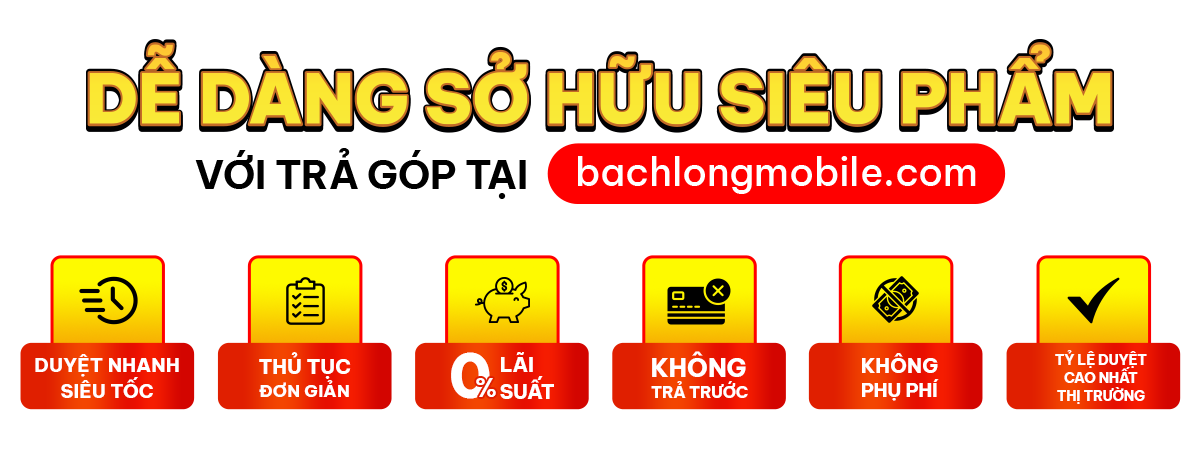 DỄ DÀNG SỞ HỮU SIÊU PHẨM
VỚI TRẢ GÓP TẠI bachlongmobile.com
DUYỆT NHANH
SIÊU TỐC
THỦ TỤC
ĐƠN GIẢN
0% LÃI
SUẤT
KHÔNG
TRẢ TRƯỚC
KHÔNG
PHỤ PHÍ
TỶ LỆ DUYỆT
CAO NHẤT
THỊ TRƯỜNG